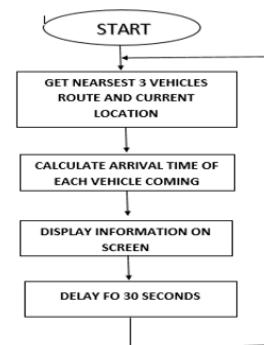 START
GET NEARSEST 3 VEHICLES
ROUTE AND CURRENT
LOCATION
CALCULATE ARRIVAL TIME OF
EACH VEHICLE COMING
DISPLAY INFORMATION ON
SCREEN
DELAY FO 30 SECONDS